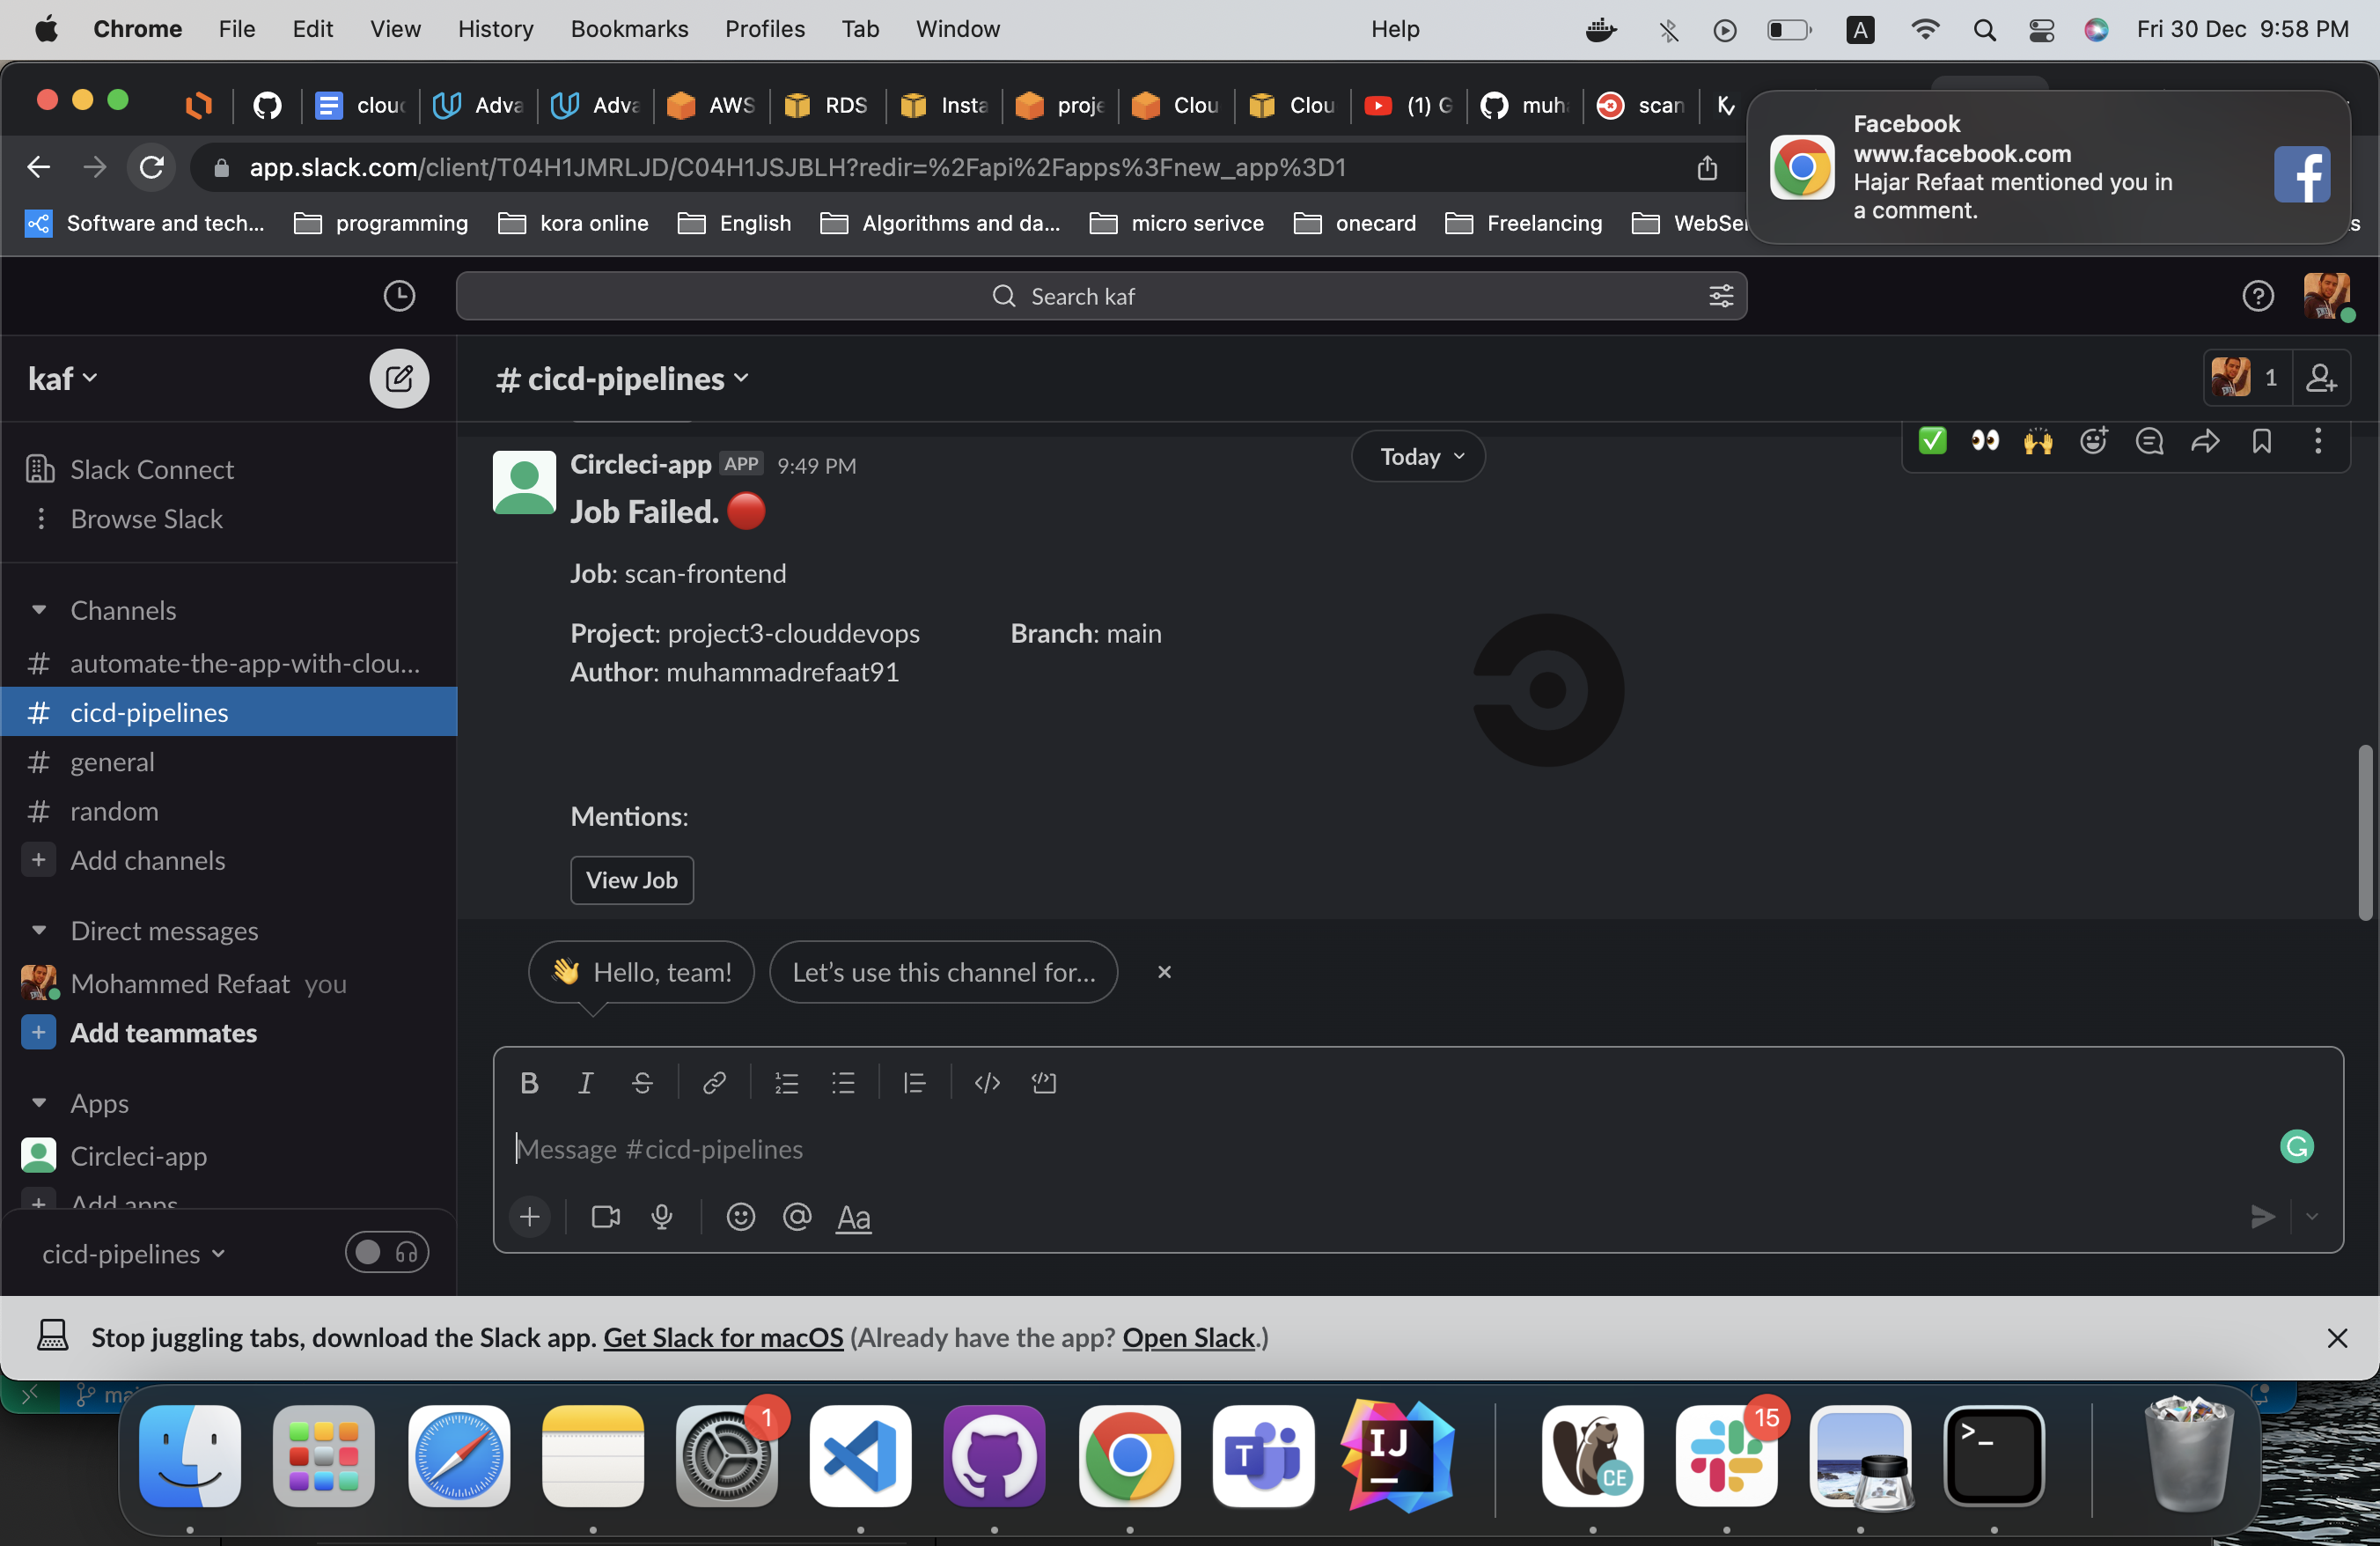 Chrome File Edit View History Bookmarks Profiles Tab Window Help A Fri 30 Dec 9:58 PM
clou Adva Adva AWS RDS Insta proje Clou Clou (1) G muh scan
Facebook
www.facebook.com
Hajar Refaat mentioned you in
a comment.
app.slack.com/client/T04H1JMRLJD/C04H1JSJBLH?redir=%2Fapi%2Fapps%3Fnew_app%3D1
Software and tech... programming kora online English Algorithms and da... micro serivce onecard Freelancing WebSer
Search kaf
kaf
# cicd-pipelines
1
Slack Connect
Browse Slack
Channels
# automate-the-app-with-clou...
# cicd-pipelines
# general
# random
+ Add channels
Direct messages
Mohammed Refaat you
+ Add teammates
Apps
Circleci-app
+ Add apps
cicd-pipelines
Today
Circleci-app APP 9:49 PM
Job Failed.
Job: scan-frontend
Project: project3-clouddevops Branch: main
Author: muhammadrefaat91
Mentions:
View Job
Hello, team! Let's use this channel for...
B I S
Message #cicd-pipelines
Aa
Stop juggling tabs, download the Slack app. Get Slack for macOS (Already have the app? Open Slack.)
mai
1
T
IJ
CE
15
>_